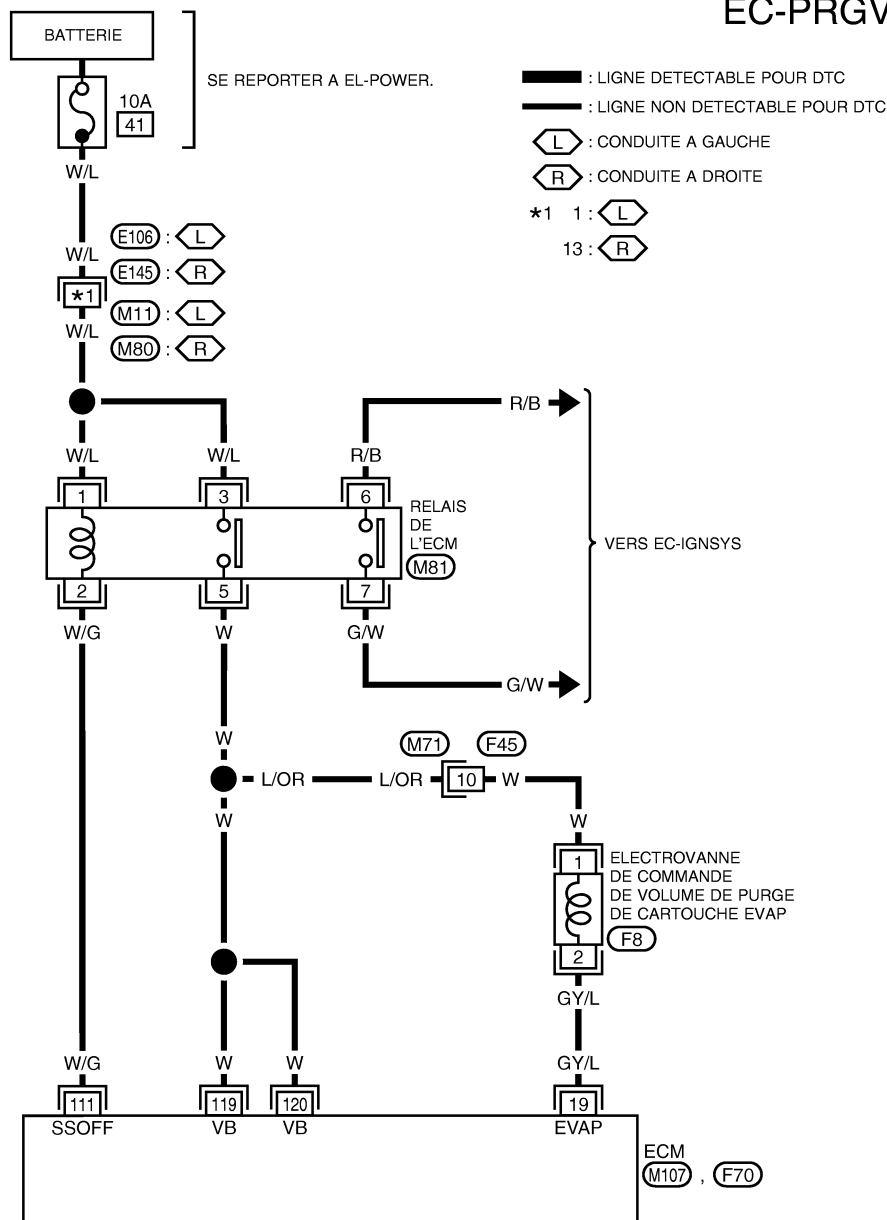 EC-PRGV
BATTERIE
10A
41
SE REPORTER A EL-POWER.
: LIGNE DETECTABLE POUR DTC
: LIGNE NON DETECTABLE POUR DTC
L : CONDUITE A GAUCHE
R : CONDUITE A DROITE
*1 1 : L
13 : R
W/L
W/L
E106 : L
E145 : R
*1
M11 : L
W/L
M80 : R
R/B
W/L
W/L
R/B
1
3
6
RELAIS
DE
L'ECM
M81
VERS EC-IGNSYS
2
5
7
W/G
W
G/W
G/W
W
M71
F45
L/OR
L/OR
10
W
W
W
1
ELECTROVANNE
DE COMMANDE
DE VOLUME DE PURGE
DE CARTOUCHE EVAP
F8
2
GY/L
W/G
W
W
GY/L
111
119
120
19
SSOFF
VB
VB
EVAP
ECM
M107 , F70